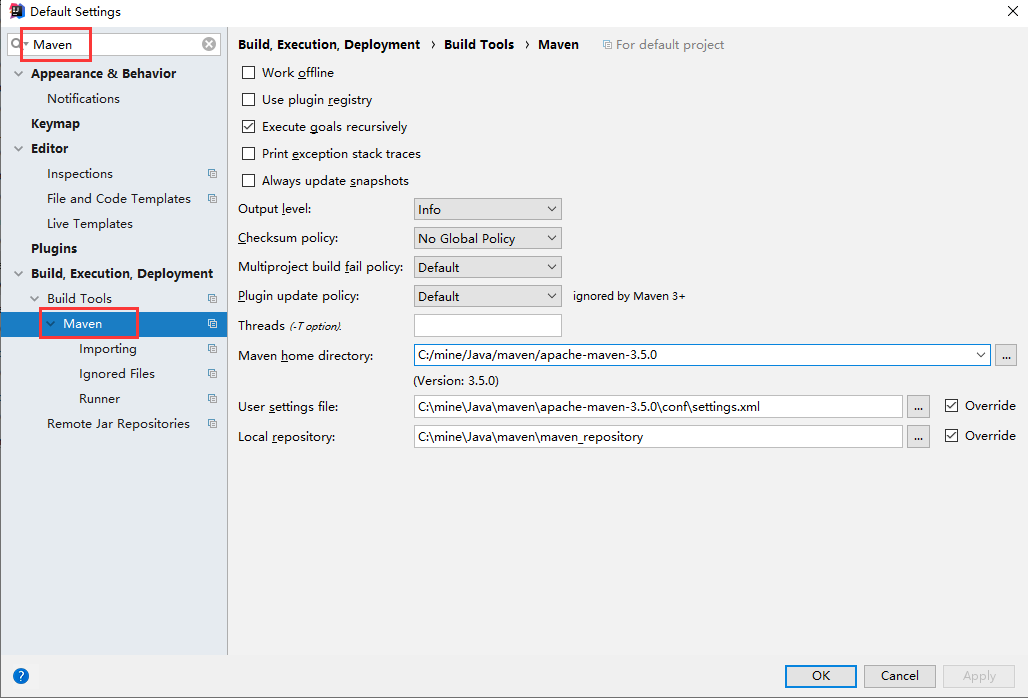 Default Settings
Maven
Appearance & Behavior
Notifications
Keymap
Editor
Inspections
File and Code Templates
Live Templates
Plugins
Build, Execution, Deployment
Build Tools
Maven
Importing
Ignored Files
Runner
Remote Jar Repositories
Build, Execution, Deployment › Build Tools › Maven For default project
Work offline
Use plugin registry
Execute goals recursively
Print exception stack traces
Always update snapshots
Output level: Info
Checksum policy: No Global Policy
Multiproject build fail policy: Default
Plugin update policy: Default ignored by Maven 3+
Threads (-T option).
Maven home directory: C:/mine/Java/maven/apache-maven-3.5.0 ...
(Version: 3.5.0)
User settings file: C:\mine\Java\maven\apache-maven-3.5.0\conf\settings.xml ... Override
Local repository: C:\mine\Java\maven\maven_repository ... Override
? OK Cancel Apply